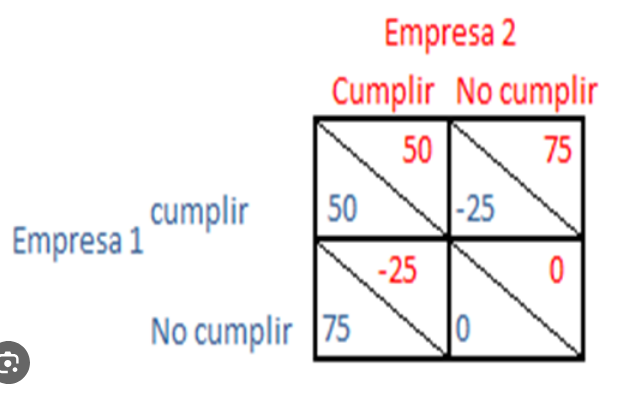 Empresa 2
Cumplir No cumplir
50 75
cumplir 50 -25
Empresa 1
-25 0
No cumplir 75 0